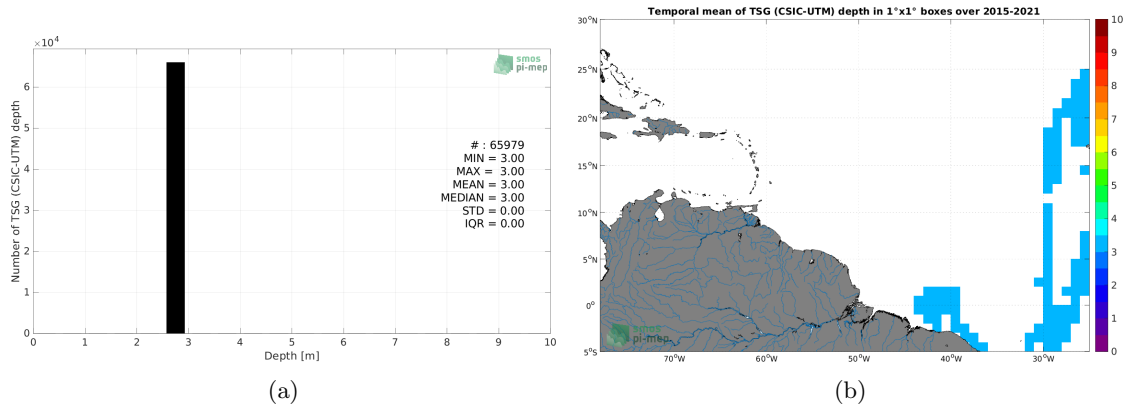 ×10⁴
6
5
4
3
2
1
0
Number of TSG (CSIC-UTM) depth
0 1 2 3 4 5 6 7 8 9 10
Depth [m]
smos
pi-mep
# : 65979
MIN = 3.00
MAX = 3.00
MEAN = 3.00
MEDIAN = 3.00
STD = 0.00
IQR = 0.00
(a)
Temporal mean of TSG (CSIC-UTM) depth in 1°x1° boxes over 2015-2021
30°N
25°N
20°N
15°N
10°N
5°N
0°
5°S
70°W 60°W 50°W 40°W 30°W
smos
pi-mep
10
9
8
7
6
5
4
3
2
1
0
(b)